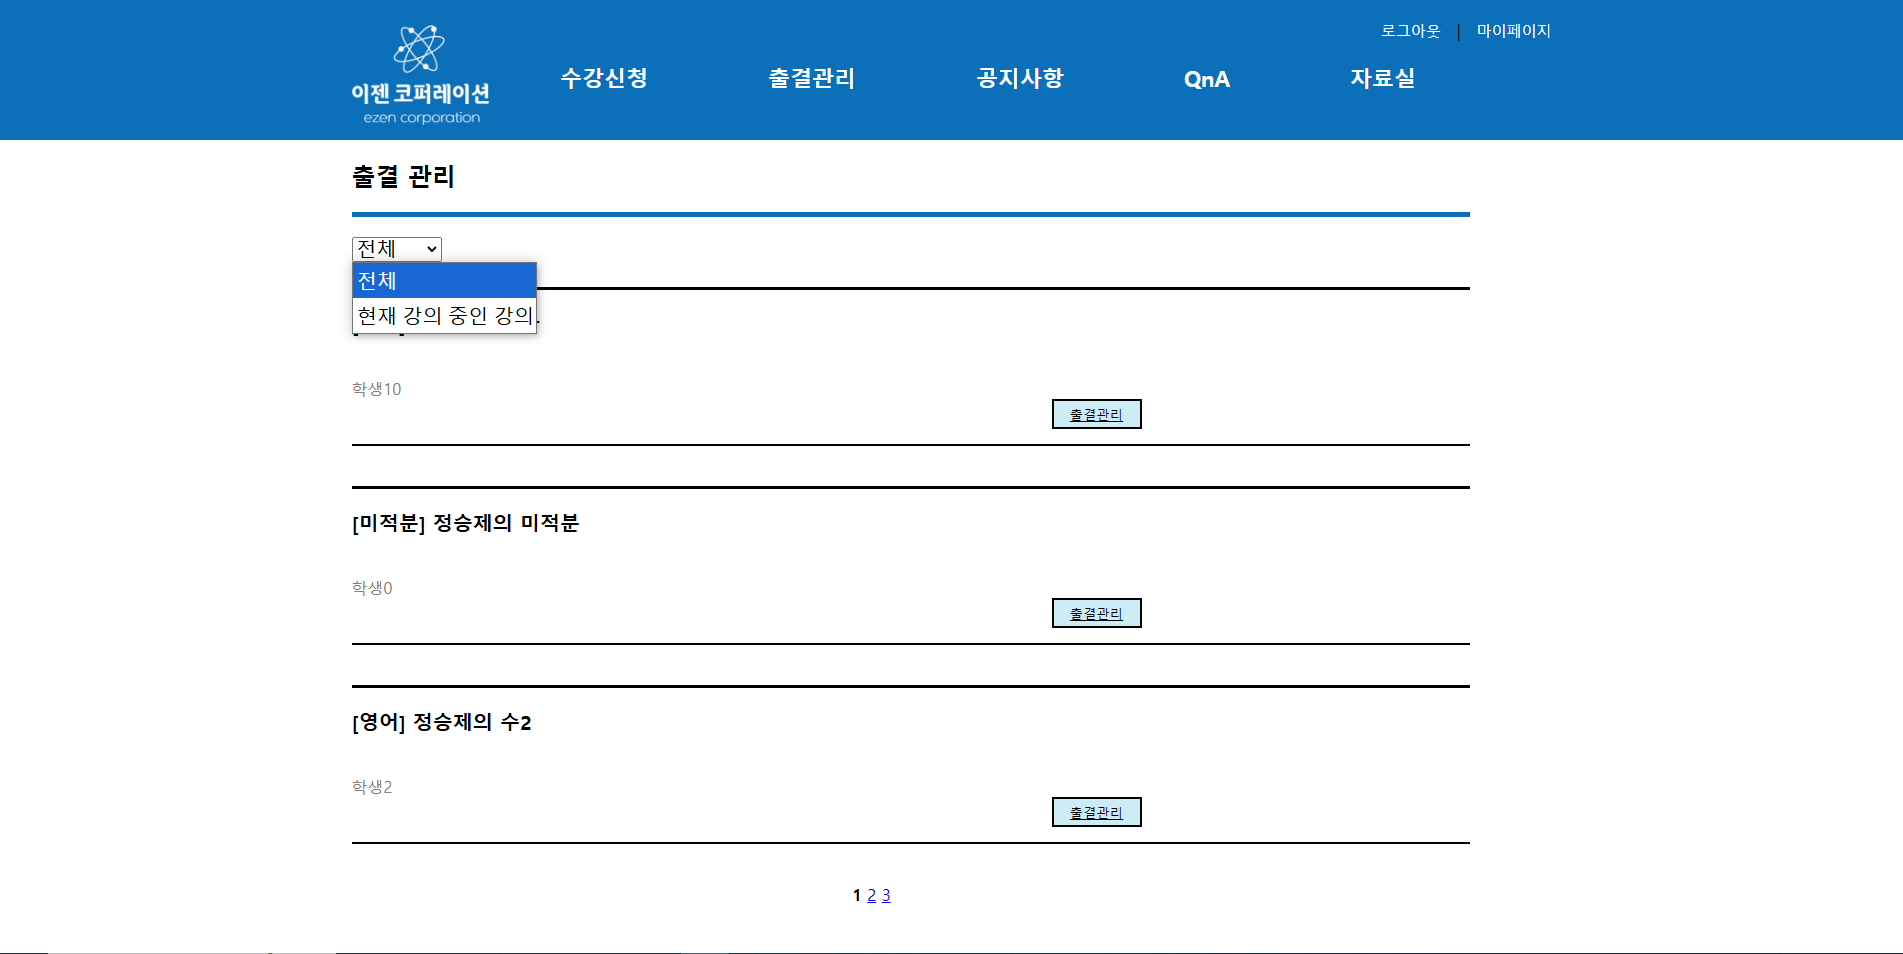 로그아웃 | 마이페이지
이젠 코퍼레이션
ezen corporation
수강신청 출결관리 공지사항 QnA 자료실
출결 관리
전체
전체
현재 강의 중인 강의
학생10
출결관리
[미적분] 정승제의 미적분
학생0
출결관리
[영어] 정승제의 수2
학생2
출결관리
1 2 3